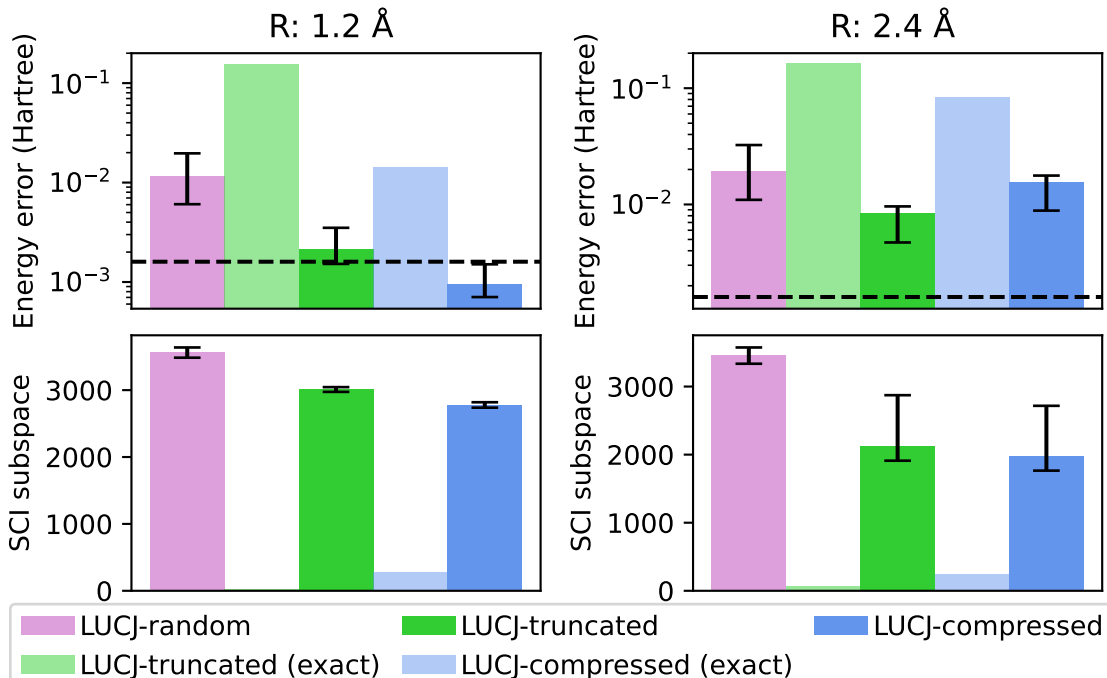 R: 1.2 Å
R: 2.4 Å
Energy error (Hartree)
10⁻¹
10⁻²
10⁻³
Energy error (Hartree)
10⁻¹
10⁻²
SCI subspace
3000
2000
1000
0
SCI subspace
3000
2000
1000
0
LUCJ-random
LUCJ-truncated
LUCJ-compressed
LUCJ-truncated (exact)
LUCJ-compressed (exact)